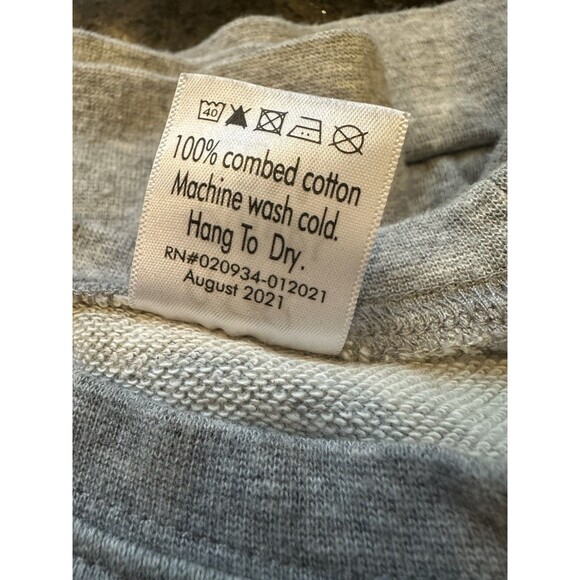 40
100% combed cotton
Machine wash cold.
Hang To Dry.
RN#020934-012021
August 2021